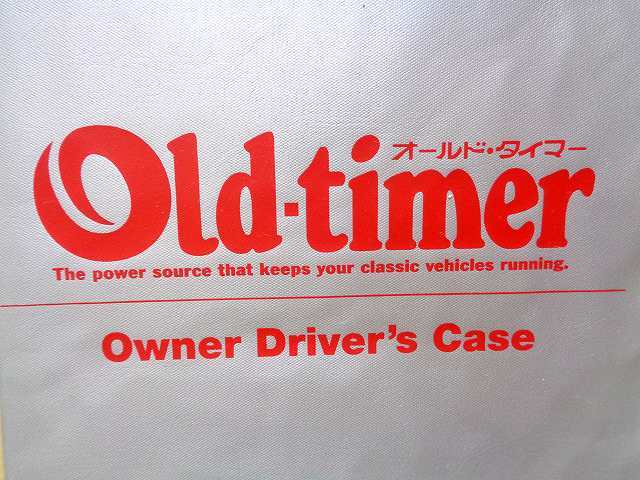 オールド・タイマー
Old-timer
The power source that keeps your classic vehicles running.
Owner Driver's Case